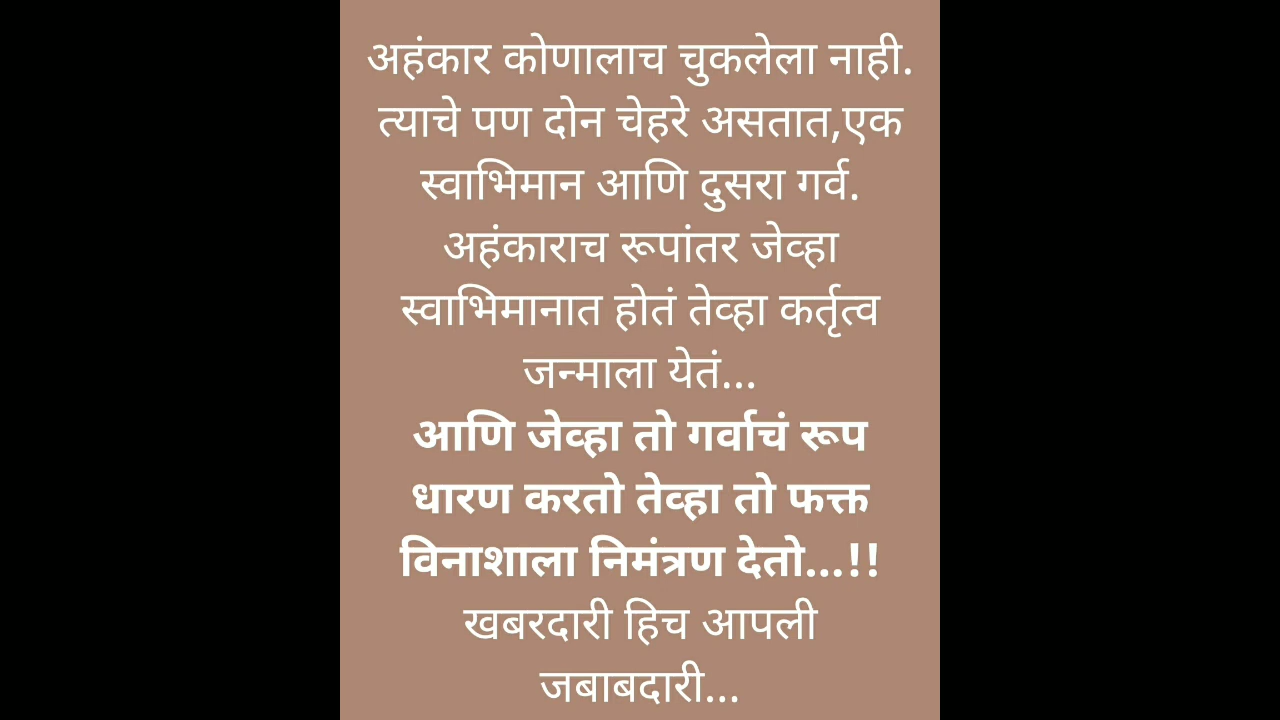 अहंकार कोणालाच चुकलेला नाही.
त्याचे पण दोन चेहरे असतात,एक
स्वाभिमान आणि दुसरा गर्व.
अहंकाराच रूपांतर जेव्हा
स्वाभिमानात होतं तेव्हा कर्तृत्व
जन्माला येतं...
आणि जेव्हा तो गर्वाचं रूप
धारण करतो तेव्हा तो फक्त
विनाशाला निमंत्रण देतो...!!
खबरदारी हिच आपली
जबाबदारी...